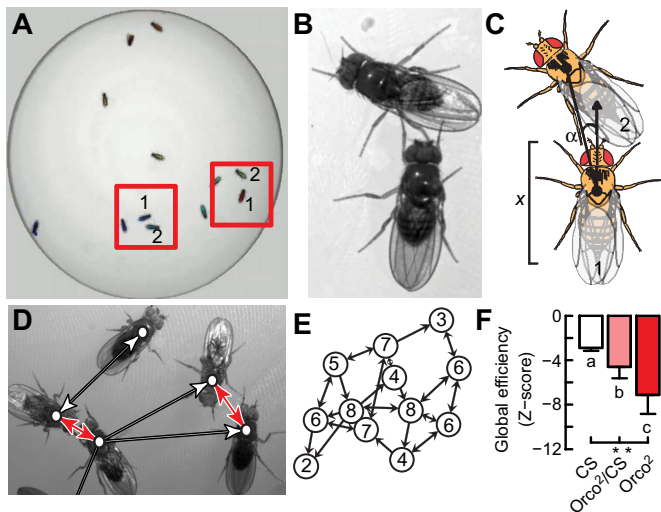 A
1
2
2
1
B
C
α
2
x
1
D
E
3
7
5
4
6
6
8
8
7
6
2
4
F
Global efficiency
(Z-score)
0
-4
-8
-12
a
b
c
* *
CS
Orco²/CS
Orco²